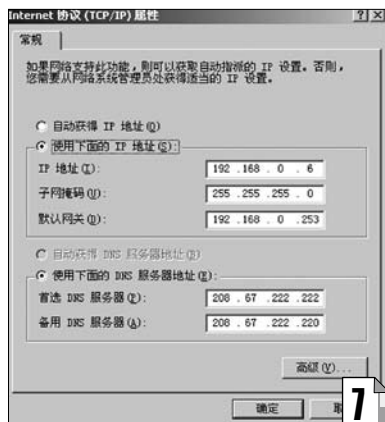 Internet 协议 (TCP/IP) 属性
常规
如果网络支持此功能，则可以获取自动指派的 IP 设置。否则，
您需要从网络系统管理员处获得适当的 IP 设置。
自动获得 IP 地址(O)
使用下面的 IP 地址(S):
IP 地址(I): 192 .168 . 0 . 6
子网掩码(U): 255 .255 .255 . 0
默认网关(D): 192 .168 . 0 .253
自动获得 DNS 服务器地址(B)
使用下面的 DNS 服务器地址(E):
首选 DNS 服务器(P): 208 . 67 .222 .222
备用 DNS 服务器(A): 208 . 67 .222 .220
高级(V)...
确定
取
7